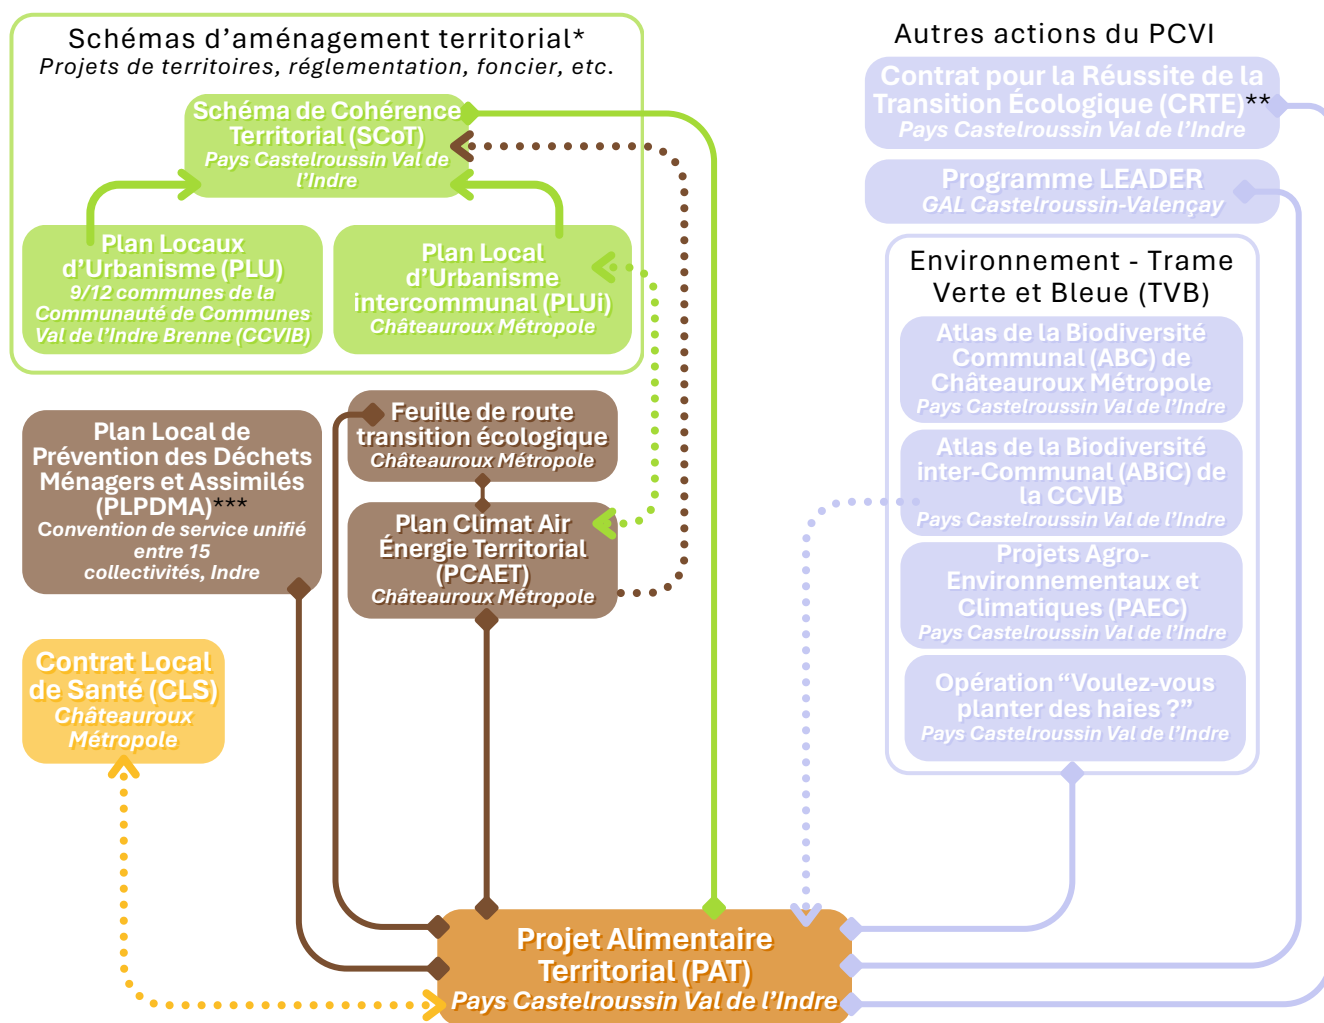 Schémas d’aménagement territorial*
Projets de territoires, réglementation, foncier, etc.
Schéma de Cohérence
Territorial (SCoT)
Pays Castelroussin Val de
l’Indre
Plan Locaux
d’Urbanisme (PLU)
9/12 communes de la
Communauté de Communes
Val de l’Indre Brenne (CCVIB)
Plan Local
d’Urbanisme
intercommunal (PLUi)
Châteauroux Métropole
Plan Local de
Prévention des Déchets
Ménagers et Assimilés
(PLPDMA)***
Convention de service unifié
entre 15
collectivités, Indre
Feuille de route
transition écologique
Châteauroux Métropole
Plan Climat Air
Énergie Territorial
(PCAET)
Châteauroux Métropole
Contrat Local
de Santé (CLS)
Châteauroux
Métropole
Autres actions du PCVI
Contrat pour la Réussite de la
Transition Écologique (CRTE)**
Pays Castelroussin Val de l’Indre
Programme LEADER
GAL Castelroussin-Valençay
Environnement - Trame
Verte et Bleue (TVB)
Atlas de la Biodiversité
Communal (ABC) de
Châteauroux Métropole
Pays Castelroussin Val de l’Indre
Atlas de la Biodiversité
inter-Communal (ABiC) de
la CCVIB
Pays Castelroussin Val de l’Indre
Projets Agro-
Environnementaux et
Climatiques (PAEC)
Pays Castelroussin Val de l’Indre
Opération “Voulez-vous
planter des haies ?”
Pays Castelroussin Val de l’Indre
Projet Alimentaire
Territorial (PAT)
Pays Castelroussin Val de l’Indre